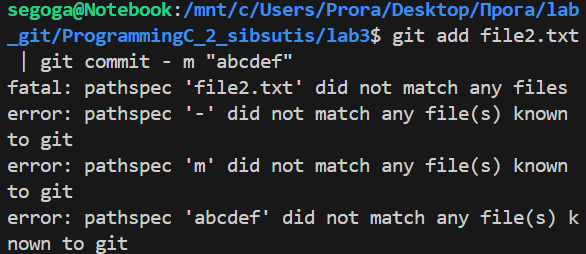 segoga@Notebook:/mnt/c/Users/Prora/Desktop/Прога/lab
_git/ProgrammingC_2_sibsutis/lab3$ git add file2.txt
 | git commit - m "abcdef"
fatal: pathspec 'file2.txt' did not match any files
error: pathspec '-' did not match any file(s) known
to git
error: pathspec 'm' did not match any file(s) known
to git
error: pathspec 'abcdef' did not match any file(s) k
nown to git